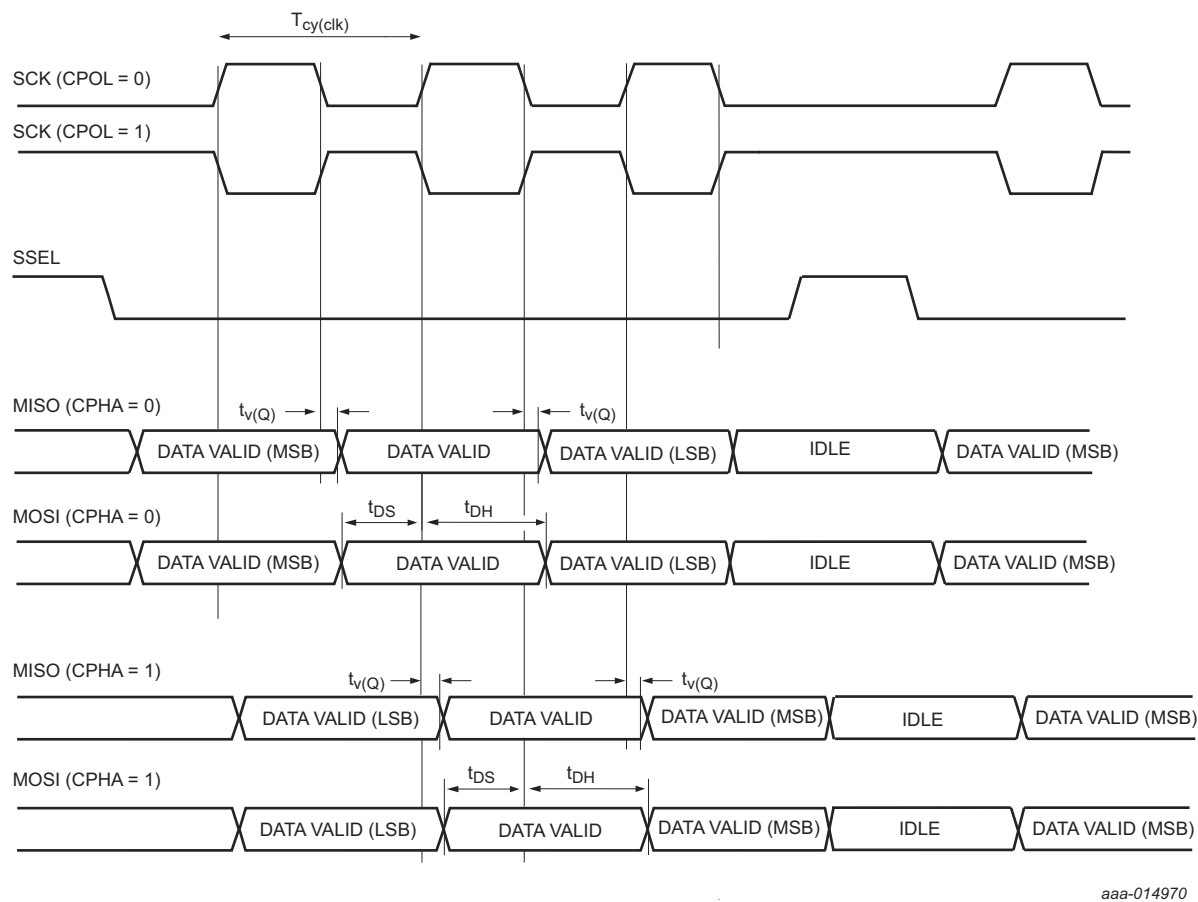 Tcy(clk)
SCK (CPOL = 0)
SCK (CPOL = 1)
SSEL
MISO (CPHA = 0)
tv(Q) tv(Q)
DATA VALID (MSB) DATA VALID DATA VALID (LSB) IDLE DATA VALID (MSB)
MOSI (CPHA = 0)
tDS tDH
DATA VALID (MSB) DATA VALID DATA VALID (LSB) IDLE DATA VALID (MSB)
MISO (CPHA = 1)
tv(Q) tv(Q)
DATA VALID (LSB) DATA VALID DATA VALID (MSB) IDLE DATA VALID (MSB)
MOSI (CPHA = 1)
tDS tDH
DATA VALID (LSB) DATA VALID DATA VALID (MSB) IDLE DATA VALID (MSB)
aaa-014970